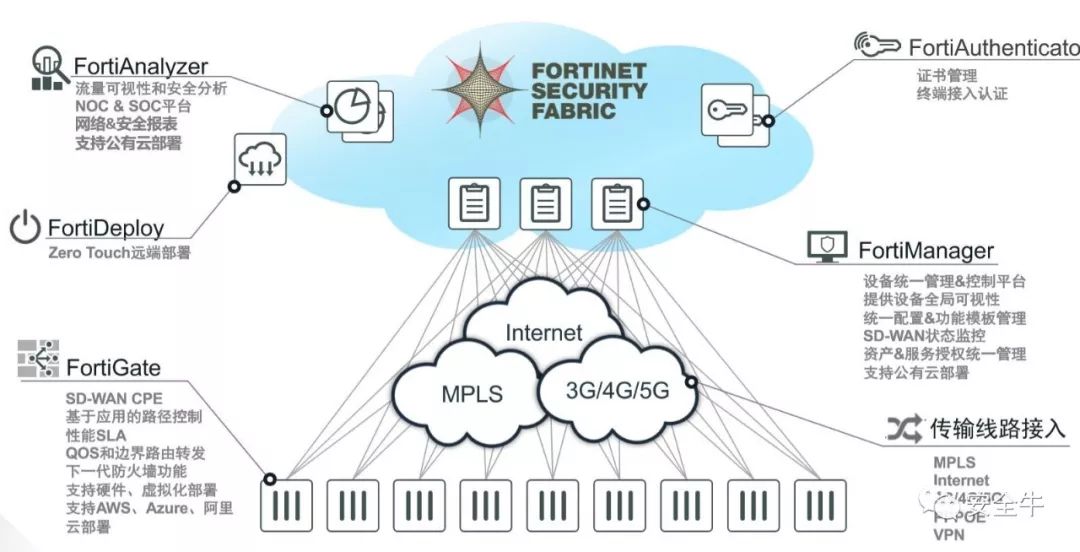 FortiAnalyzer
流量可视性和安全分析
NOC & SOC平台
网络&安全报表
支持公有云部署
FORTINET
SECURITY
FABRIC
FortiAuthenticato
证书管理
终端接入认证
FortiDeploy
Zero Touch远端部署
FortiManager
设备统一管理&控制平台
提供设备全局可视性
统一配置&功能模板管理
SD-WAN状态监控
资产&服务授权统一管理
支持公有云部署
Internet
MPLS
3G/4G/5G
FortiGate
SD-WAN CPE
基于应用的路径控制
性能SLA
QOS和边界路由转发
下一代防火墙功能
支持硬件、虚拟化部署
支持AWS、Azure、阿里
云部署
传输线路接入
MPLS
Internet
安全牛
VPN